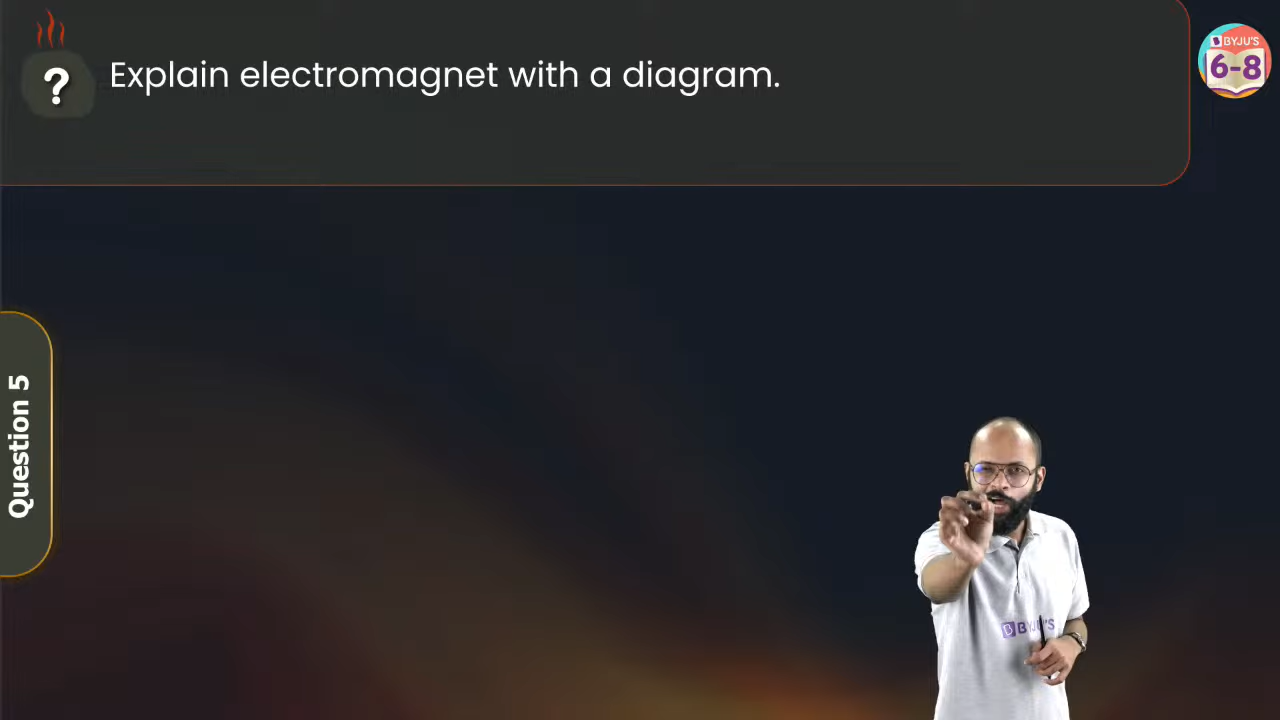 ?
Explain electromagnet with a diagram.
BYJU'S
6-8
Question 5
BYJU'S